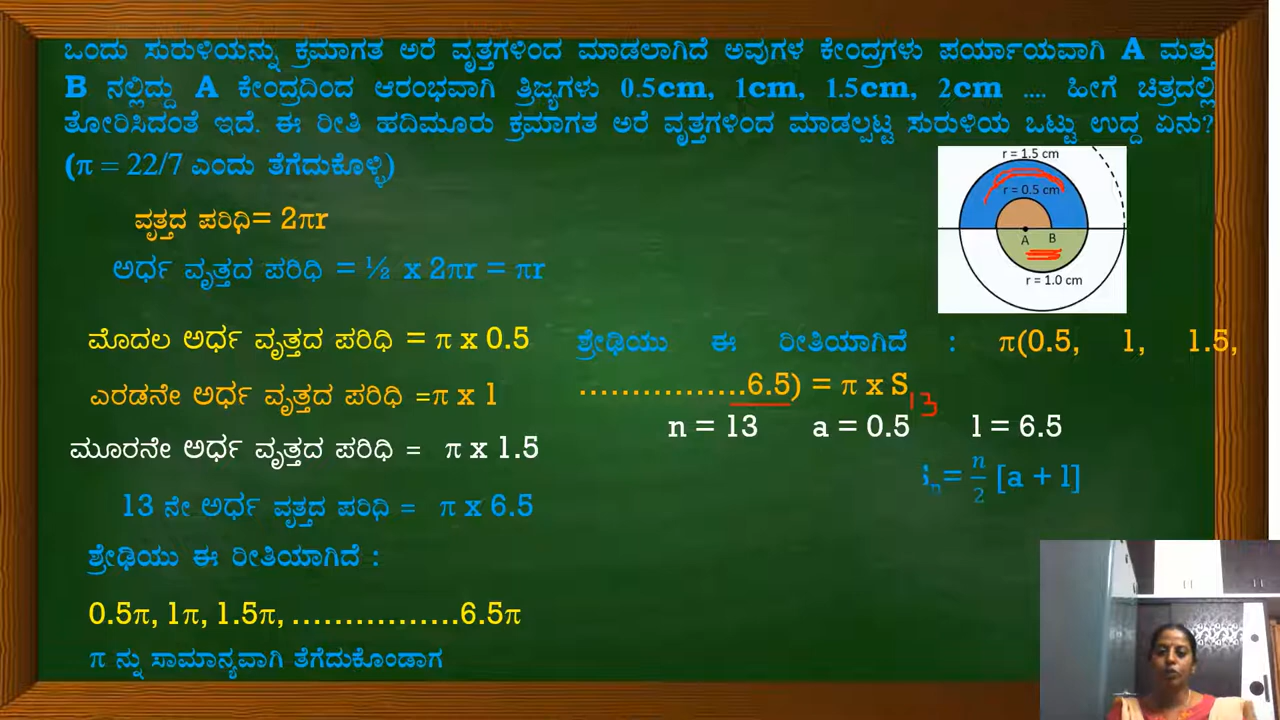 ಒಂದು ಸುರುಳಿಯನ್ನು ಕ್ರಮಾಗತ ಅರೆ ವೃತ್ತಗಳಿಂದ ಮಾಡಲಾಗಿದೆ ಅವುಗಳ ಕೇಂದ್ರಗಳು ಪರ್ಯಾಯವಾಗಿ A ಮತ್ತು
B ನಲ್ಲಿದ್ದು A ಕೇಂದ್ರದಿಂದ ಆರಂಭವಾಗಿ ತ್ರಿಜ್ಯಗಳು 0.5cm, 1cm, 1.5cm, 2cm .... ಹೀಗೆ ಚಿತ್ರದಲ್ಲಿ
ತೋರಿಸಿದಂತೆ ಇದೆ. ಈ ರೀತಿ ಹದಿಮೂರು ಕ್ರಮಾಗತ ಅರೆ ವೃತ್ತಗಳಿಂದ ಮಾಡಲ್ಪಟ್ಟ ಸುರುಳಿಯ ಒಟ್ಟು ಉದ್ದ ಏನು?
(π = 22/7 ಎಂದು ತೆಗೆದುಕೊಳ್ಳಿ)
r = 1.5 cm
r = 0.5 cm
A B
r = 1.0 cm
ವೃತ್ತದ ಪರಿಧಿ= 2πr
ಅರ್ಧ ವೃತ್ತದ ಪರಿಧಿ = ½ x 2πr = πr
ಮೊದಲ ಅರ್ಧ ವೃತ್ತದ ಪರಿಧಿ = π x 0.5
ಎರಡನೇ ಅರ್ಧ ವೃತ್ತದ ಪರಿಧಿ =π x 1
ಮೂರನೇ ಅರ್ಧ ವೃತ್ತದ ಪರಿಧಿ = π x 1.5
13 ನೇ ಅರ್ಧ ವೃತ್ತದ ಪರಿಧಿ = π x 6.5
ಶ್ರೇಢಿಯು ಈ ರೀತಿಯಾಗಿದೆ :
0.5π, 1π, 1.5π, ................6.5π
π ನ್ನು ಸಾಮಾನ್ಯವಾಗಿ ತೆಗೆದುಕೊಂಡಾಗ
ಶ್ರೇಢಿಯು ಈ ರೀತಿಯಾಗಿದೆ : π(0.5, 1, 1.5,
................6.5) = π x S13
n = 13 a = 0.5 l = 6.5
Sn= n/2 [a + l]